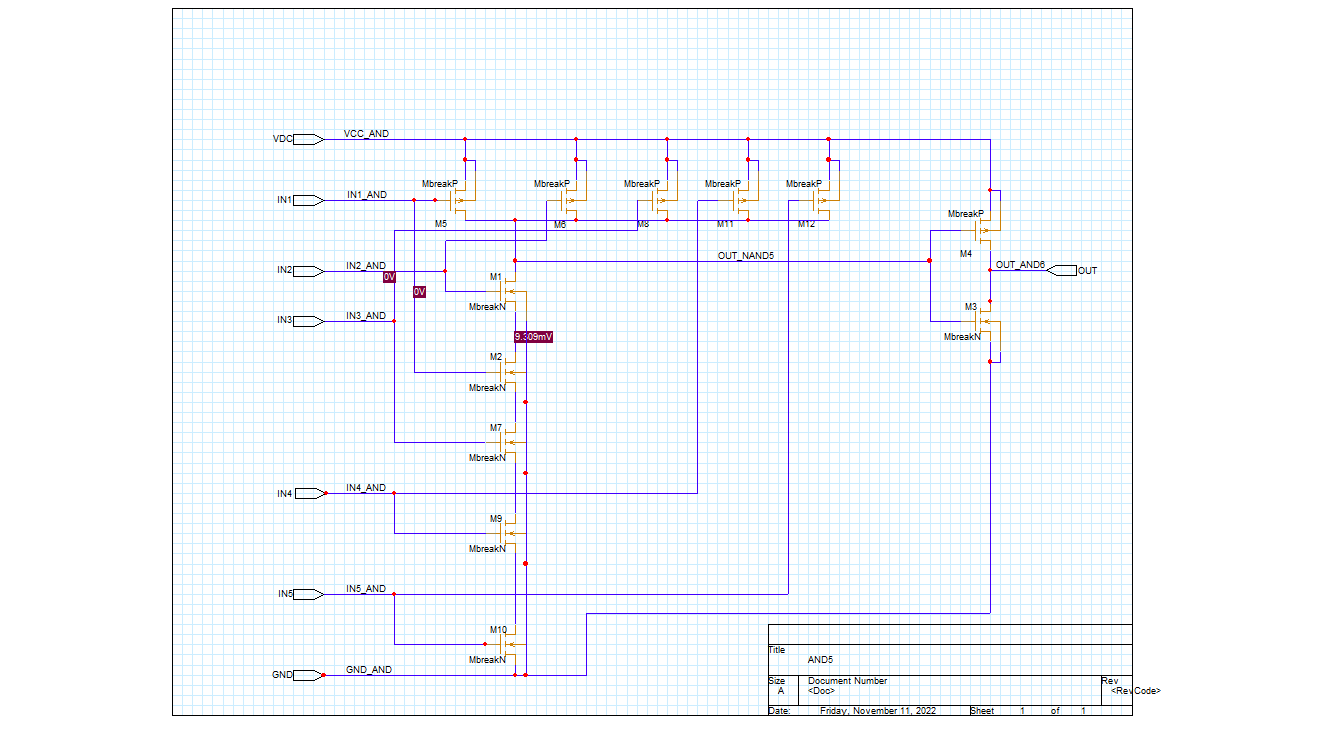 VDC
VCC_AND
MbreakP
MbreakP
MbreakP
MbreakP
MbreakP
IN1
IN1_AND
MbreakP
M5
M6
M8
M11
M12
M4
OUT_NAND5
OUT_AND6
OUT
IN2
IN2_AND
0V
M1
0V
MbreakN
M3
IN3
IN3_AND
9.309mV
MbreakN
M2
MbreakN
M7
MbreakN
IN4
IN4_AND
M9
MbreakN
IN5
IN5_AND
M10
MbreakN
GND
GND_AND
Title
AND5
Size
Document Number
Rev
A
<Doc>
<RevCode>
Date:
Friday, November 11, 2022
Sheet
1
of
1